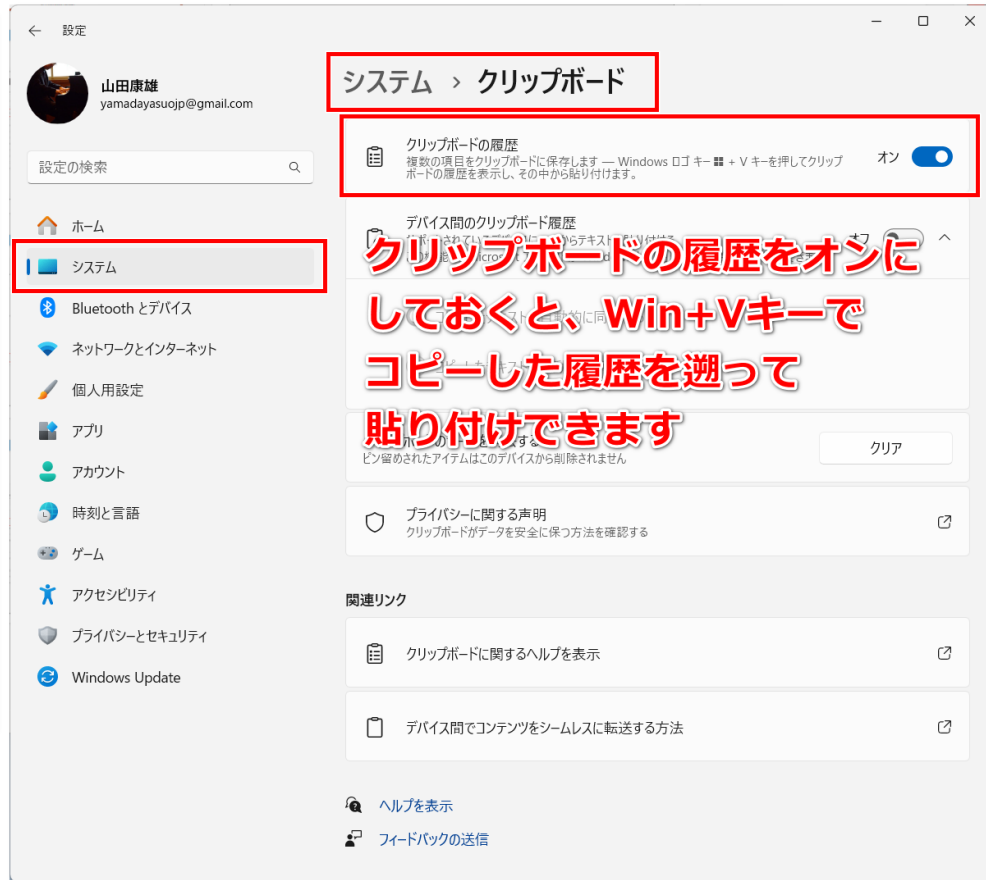 設定
山田康雄
yamadayasuojp@gmail.com
設定の検索
ホーム
システム
Bluetooth とデバイス
ネットワークとインターネット
個人用設定
アプリ
アカウント
時刻と言語
ゲーム
アクセシビリティ
プライバシーとセキュリティ
Windows Update
システム › クリップボード
クリップボードの履歴
複数の項目をクリップボードに保存します — Windows ロゴ キー + V キーを押してクリップ
ボードの履歴を表示し、その中から貼り付けます。
オン
デバイス間のクリップボード履歴
オフ
クリップボードの履歴をオンに
しておくと、Win+Vキーで
コピーした履歴を遡って
貼り付けできます
ピン留めされたアイテムはこのデバイスから削除されません
クリア
プライバシーに関する声明
クリップボードがデータを安全に保つ方法を確認する
関連リンク
クリップボードに関するヘルプを表示
デバイス間でコンテンツをシームレスに転送する方法
ヘルプを表示
フィードバックの送信